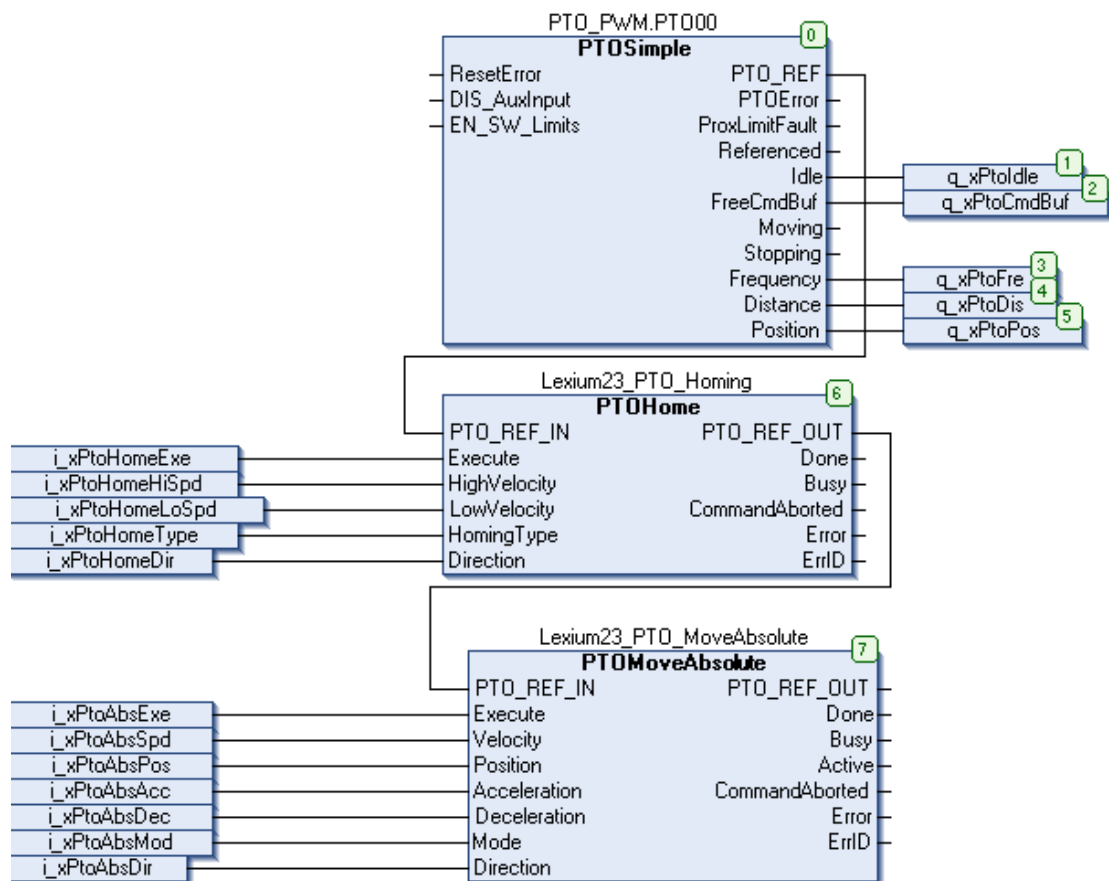 PTO_PWM.PTO00
0
PTOSimple
ResetError PTO_REF
DIS_AuxInput PTOError
EN_SW_Limits ProxLimitFault
Referenced
1
Idle q_xPtoIdle
2
FreeCmdBuf q_xPtoCmdBuf
Moving
Stopping
3
Frequency q_xPtoFre
4
Distance q_xPtoDis
5
Position q_xPtoPos
Lexium23_PTO_Homing
6
PTOHome
PTO_REF_IN PTO_REF_OUT
i_xPtoHomeExe Execute Done
i_xPtoHomeHiSpd HighVelocity Busy
i_xPtoHomeLoSpd LowVelocity CommandAborted
i_xPtoHomeType HomingType Error
i_xPtoHomeDir Direction ErrID
Lexium23_PTO_MoveAbsolute
7
PTOMoveAbsolute
PTO_REF_IN PTO_REF_OUT
i_xPtoAbsExe Execute Done
i_xPtoAbsSpd Velocity Busy
i_xPtoAbsPos Position Active
i_xPtoAbsAcc Acceleration CommandAborted
i_xPtoAbsDec Deceleration Error
i_xPtoAbsMod Mode ErrID
i_xPtoAbsDir Direction